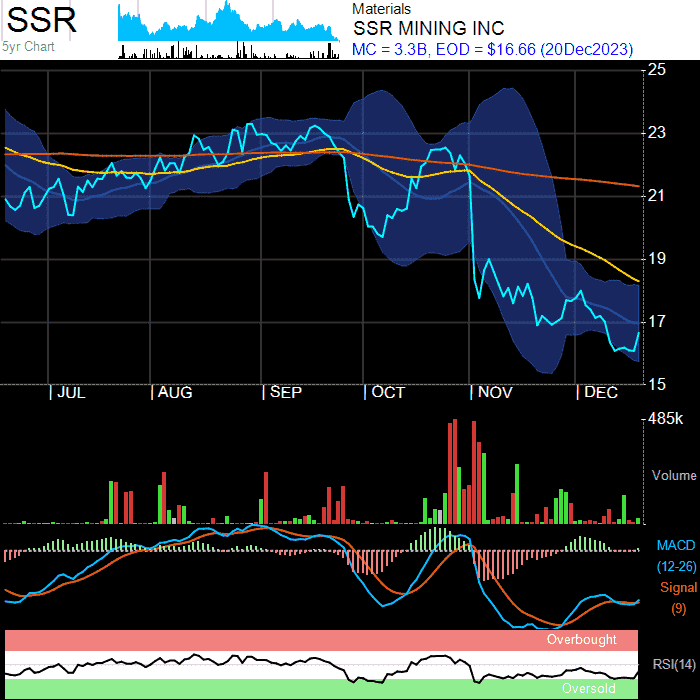 SSR
5yr Chart
Materials
SSR MINING INC
MC = 3.3B, EOD = $16.66 (20Dec2023)
25
23
21
19
17
15
| JUL | AUG | SEP | OCT | NOV | DEC
485k
Volume
MACD
(12-26)
Signal
(9)
Overbought
RSI(14)
Oversold